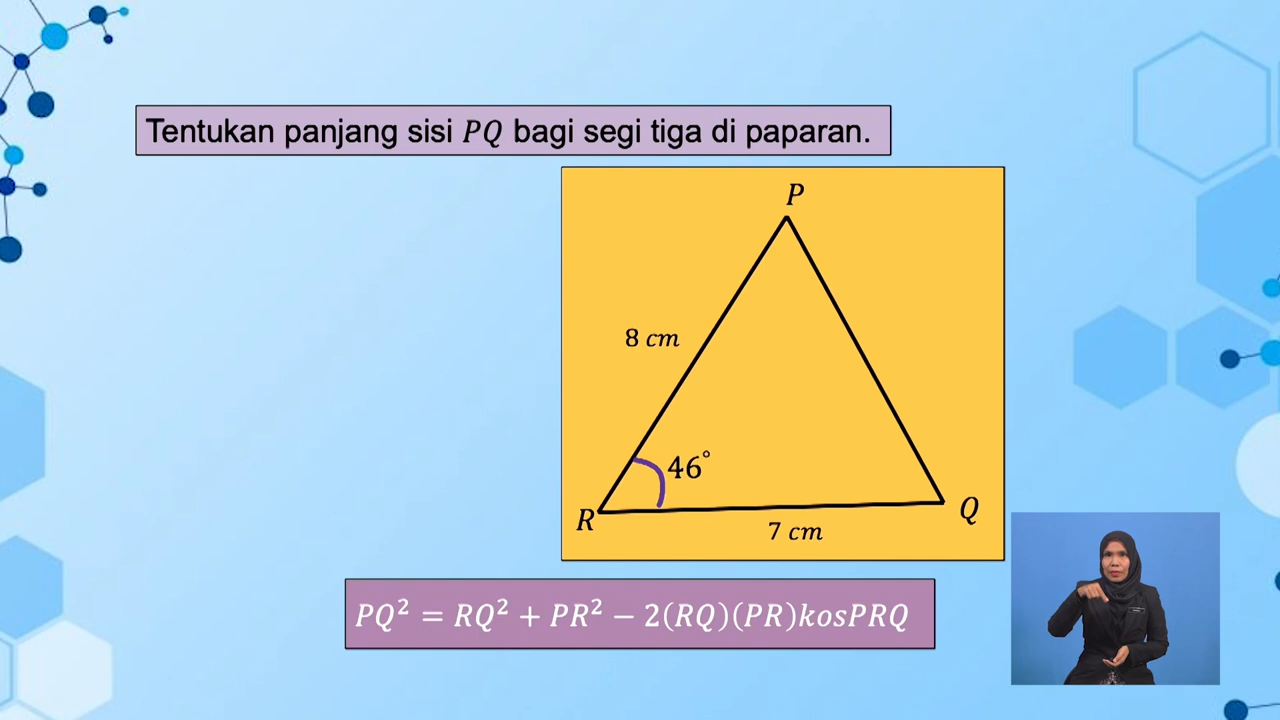 Tentukan panjang sisi PQ bagi segi tiga di paparan.
P
8 cm
46°
R
Q
7 cm
PQ² = RQ² + PR² − 2(RQ)(PR)kosPRQ